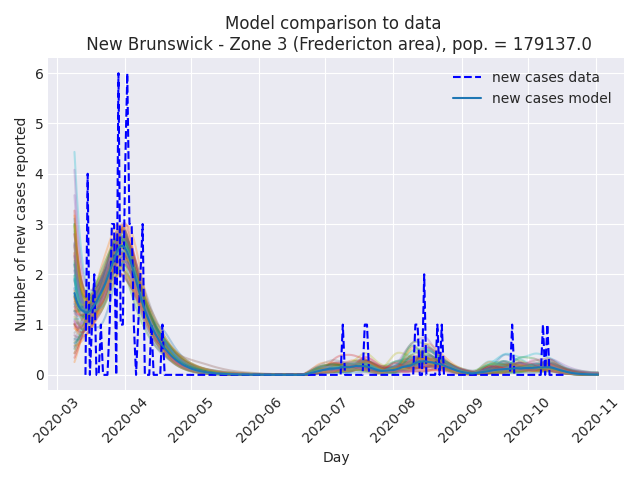 Model comparison to data
New Brunswick - Zone 3 (Fredericton area), pop. = 179137.0
new cases data
new cases model
Number of new cases reported
6
5
4
3
2
1
0
2020-03
2020-04
2020-05
2020-06
2020-07
2020-08
2020-09
2020-10
2020-11
Day